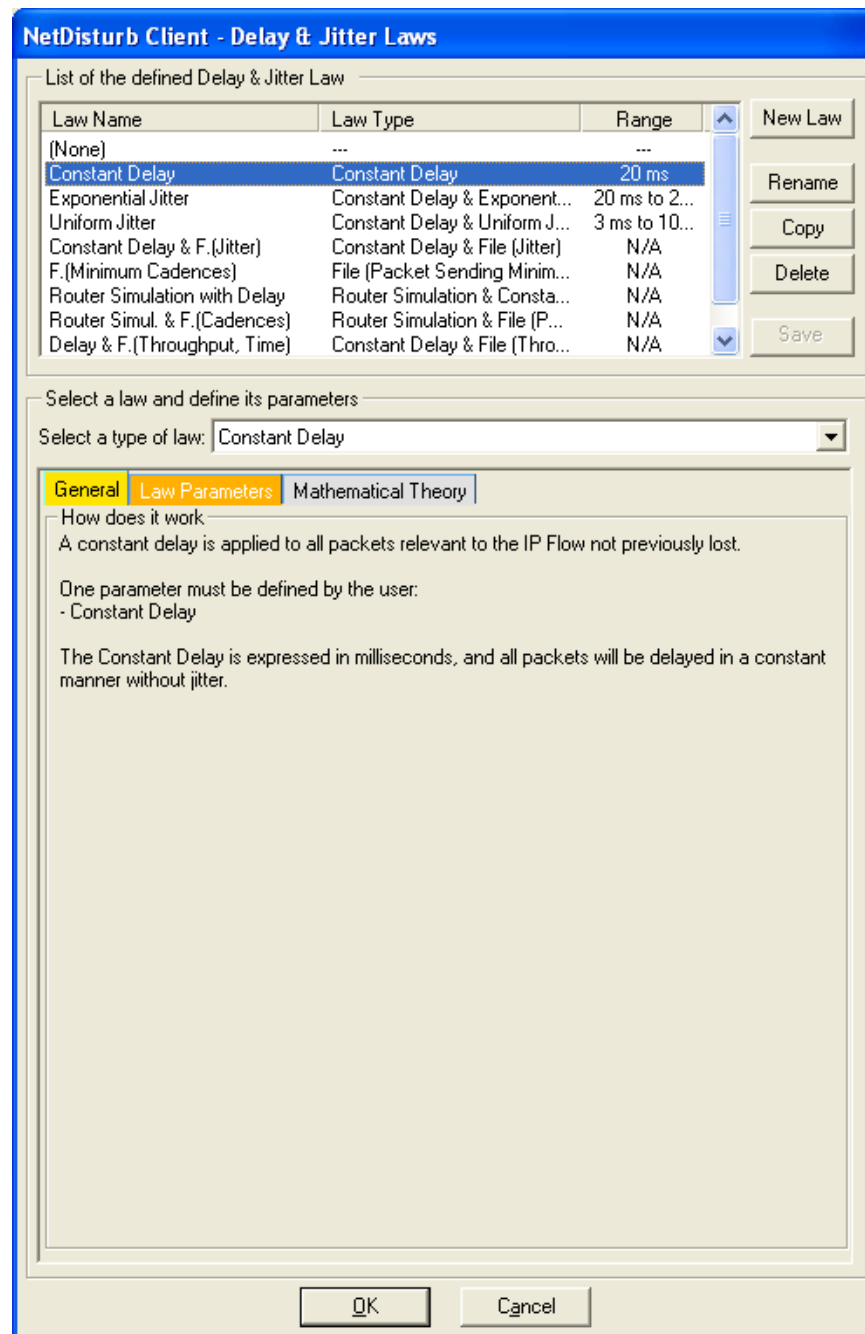 NetDisturb Client - Delay & Jitter Laws
List of the defined Delay & Jitter Law
Law Name Law Type Range
(None) --- ---
Constant Delay Constant Delay 20 ms
Exponential Jitter Constant Delay & Exponent... 20 ms to 2...
Uniform Jitter Constant Delay & Uniform J... 3 ms to 10...
Constant Delay & F.(Jitter) Constant Delay & File (Jitter) N/A
F.(Minimum Cadences) File (Packet Sending Minim... N/A
Router Simulation with Delay Router Simulation & Consta... N/A
Router Simul. & F.(Cadences) Router Simulation & File (P... N/A
Delay & F.(Throughput, Time) Constant Delay & File (Thro... N/A
New Law
Rename
Copy
Delete
Save
Select a law and define its parameters
Select a type of law: Constant Delay
General Law Parameters Mathematical Theory
How does it work
A constant delay is applied to all packets relevant to the IP Flow not previously lost.
One parameter must be defined by the user:
- Constant Delay
The Constant Delay is expressed in milliseconds, and all packets will be delayed in a constant
manner without jitter.
OK Cancel